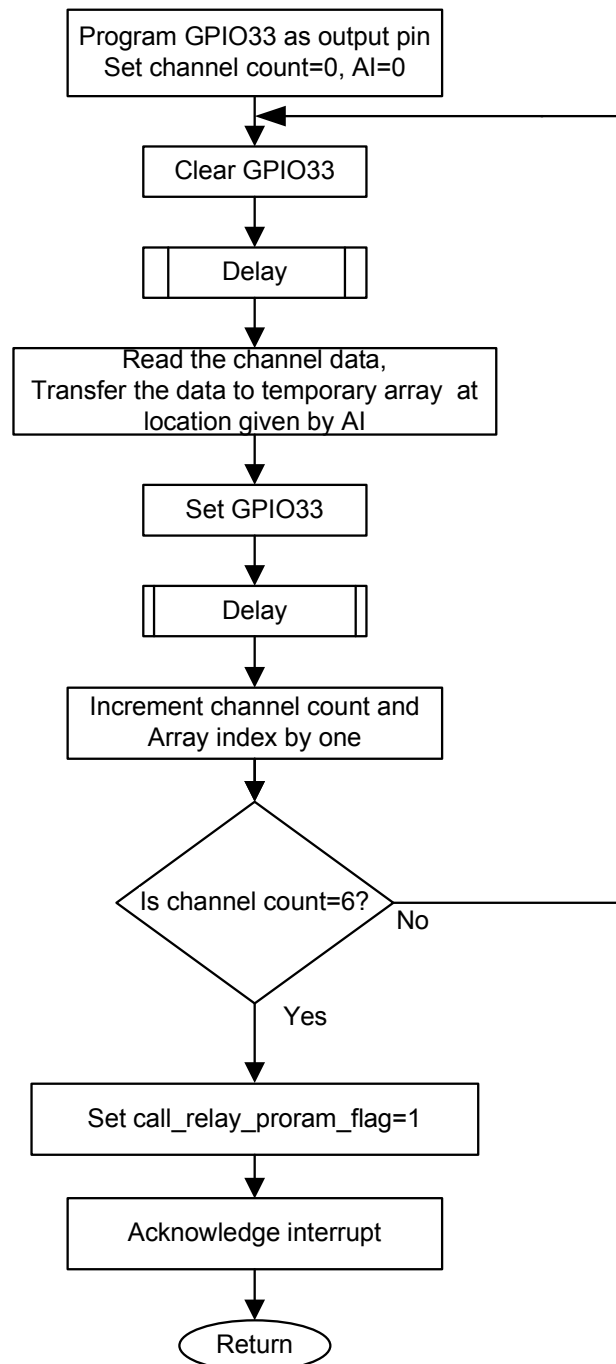 Program GPIO33 as output pin
Set channel count=0, AI=0
Clear GPIO33
Delay
Read the channel data,
Transfer the data to temporary array at
location given by AI
Set GPIO33
Delay
Increment channel count and
Array index by one
Is channel count=6?
No
Yes
Set call_relay_proram_flag=1
Acknowledge interrupt
Return